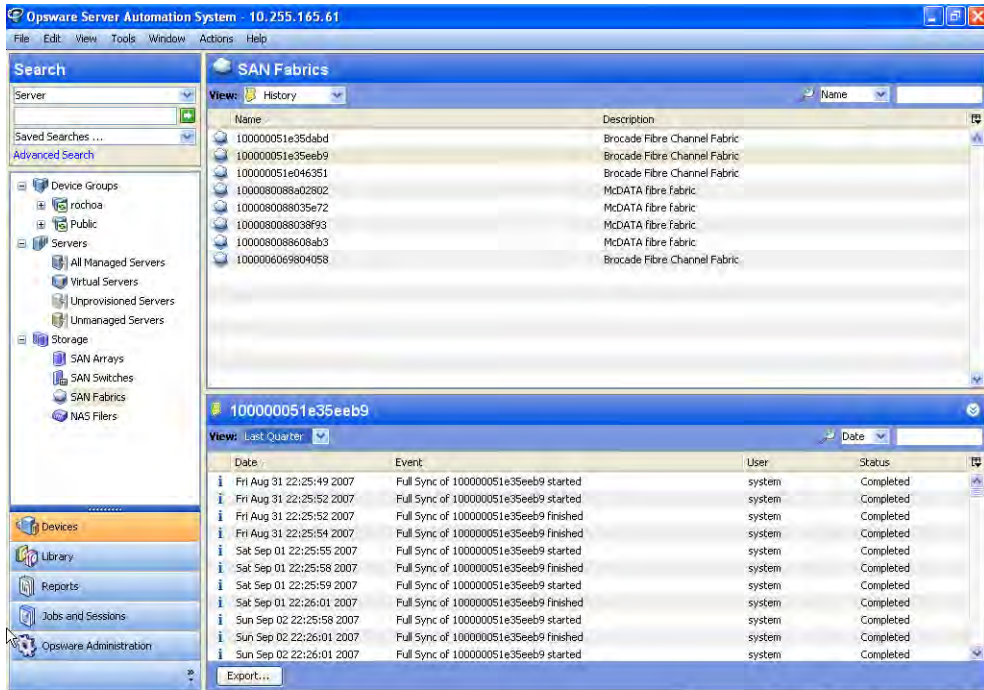 Opsware Server Automation System - 10.255.165.61
File Edit View Tools Window Actions Help
Search
Server
Saved Searches ...
Advanced Search
Device Groups
rochoa
Public
Servers
All Managed Servers
Virtual Servers
Unprovisioned Servers
Unmanaged Servers
Storage
SAN Arrays
SAN Switches
SAN Fabrics
NAS Filers
Devices
Library
Reports
Jobs and Sessions
Opsware Administration
SAN Fabrics
View: History Name
Name Description
100000051e35dabd Brocade Fibre Channel Fabric
100000051e35eeb9 Brocade Fibre Channel Fabric
100000051e046351 Brocade Fibre Channel Fabric
1000080088a02802 McDATA fibre fabric
1000080088035e72 McDATA fibre fabric
1000080088038f93 McDATA fibre fabric
1000080088608ab3 McDATA fibre fabric
1000006069804058 Brocade Fibre Channel Fabric
100000051e35eeb9
View: Last Quarter Date
Date Event User Status
Fri Aug 31 22:25:49 2007 Full Sync of 100000051e35eeb9 started system Completed
Fri Aug 31 22:25:52 2007 Full Sync of 100000051e35eeb9 started system Completed
Fri Aug 31 22:25:52 2007 Full Sync of 100000051e35eeb9 finished system Completed
Fri Aug 31 22:25:54 2007 Full Sync of 100000051e35eeb9 finished system Completed
Sat Sep 01 22:25:55 2007 Full Sync of 100000051e35eeb9 started system Completed
Sat Sep 01 22:25:58 2007 Full Sync of 100000051e35eeb9 finished system Completed
Sat Sep 01 22:25:59 2007 Full Sync of 100000051e35eeb9 started system Completed
Sat Sep 01 22:26:01 2007 Full Sync of 100000051e35eeb9 finished system Completed
Sun Sep 02 22:25:58 2007 Full Sync of 100000051e35eeb9 started system Completed
Sun Sep 02 22:26:01 2007 Full Sync of 100000051e35eeb9 finished system Completed
Sun Sep 02 22:26:01 2007 Full Sync of 100000051e35eeb9 started system Completed
Export...